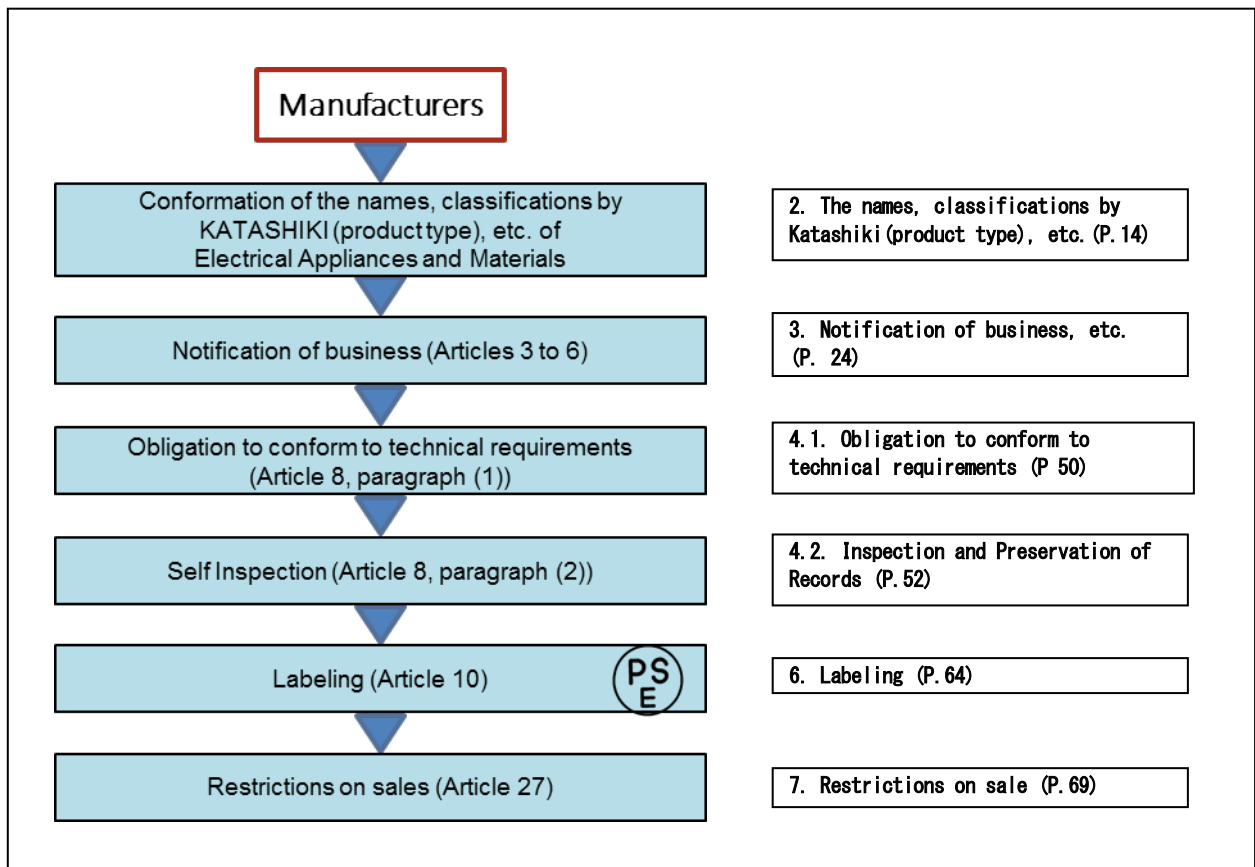 Manufacturers
Conformation of the names, classifications by
KATASHIKI (product type), etc. of
Electrical Appliances and Materials
2. The names, classifications by
Katashiki(product type), etc.(P.14)
Notification of business (Articles 3 to 6)
3. Notification of business, etc.
(P. 24)
Obligation to conform to technical requirements
(Article 8, paragraph (1))
4.1. Obligation to conform to
technical requirements (P 50)
Self Inspection (Article 8, paragraph (2))
4.2. Inspection and Preservation of
Records (P.52)
Labeling (Article 10)
PS
E
6. Labeling (P.64)
Restrictions on sales (Article 27)
7. Restrictions on sale (P.69)